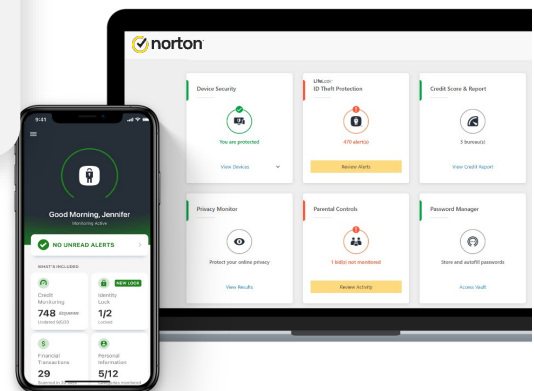 norton
Device Security
You are protected
View Devices
LifeLock
ID Theft Protection
470 alert(s)
Review Alerts
Credit Score & Report
3 bureau(s)
View Credit Report
Privacy Monitor
Protect your online privacy
View Results
Parental Controls
1 kid(s) not monitored
Review Activity
Password Manager
Store and autofill passwords
Access Vault
9:41
Good Morning, Jennifer
Monitoring Active
NO UNREAD ALERTS
WHAT'S INCLUDED
Credit
Monitoring
748
Updated
NEW LOCK
Identity
Lock
1/2
Locked
Financial
Transactions
29
Personal
Information
5/12
monitored